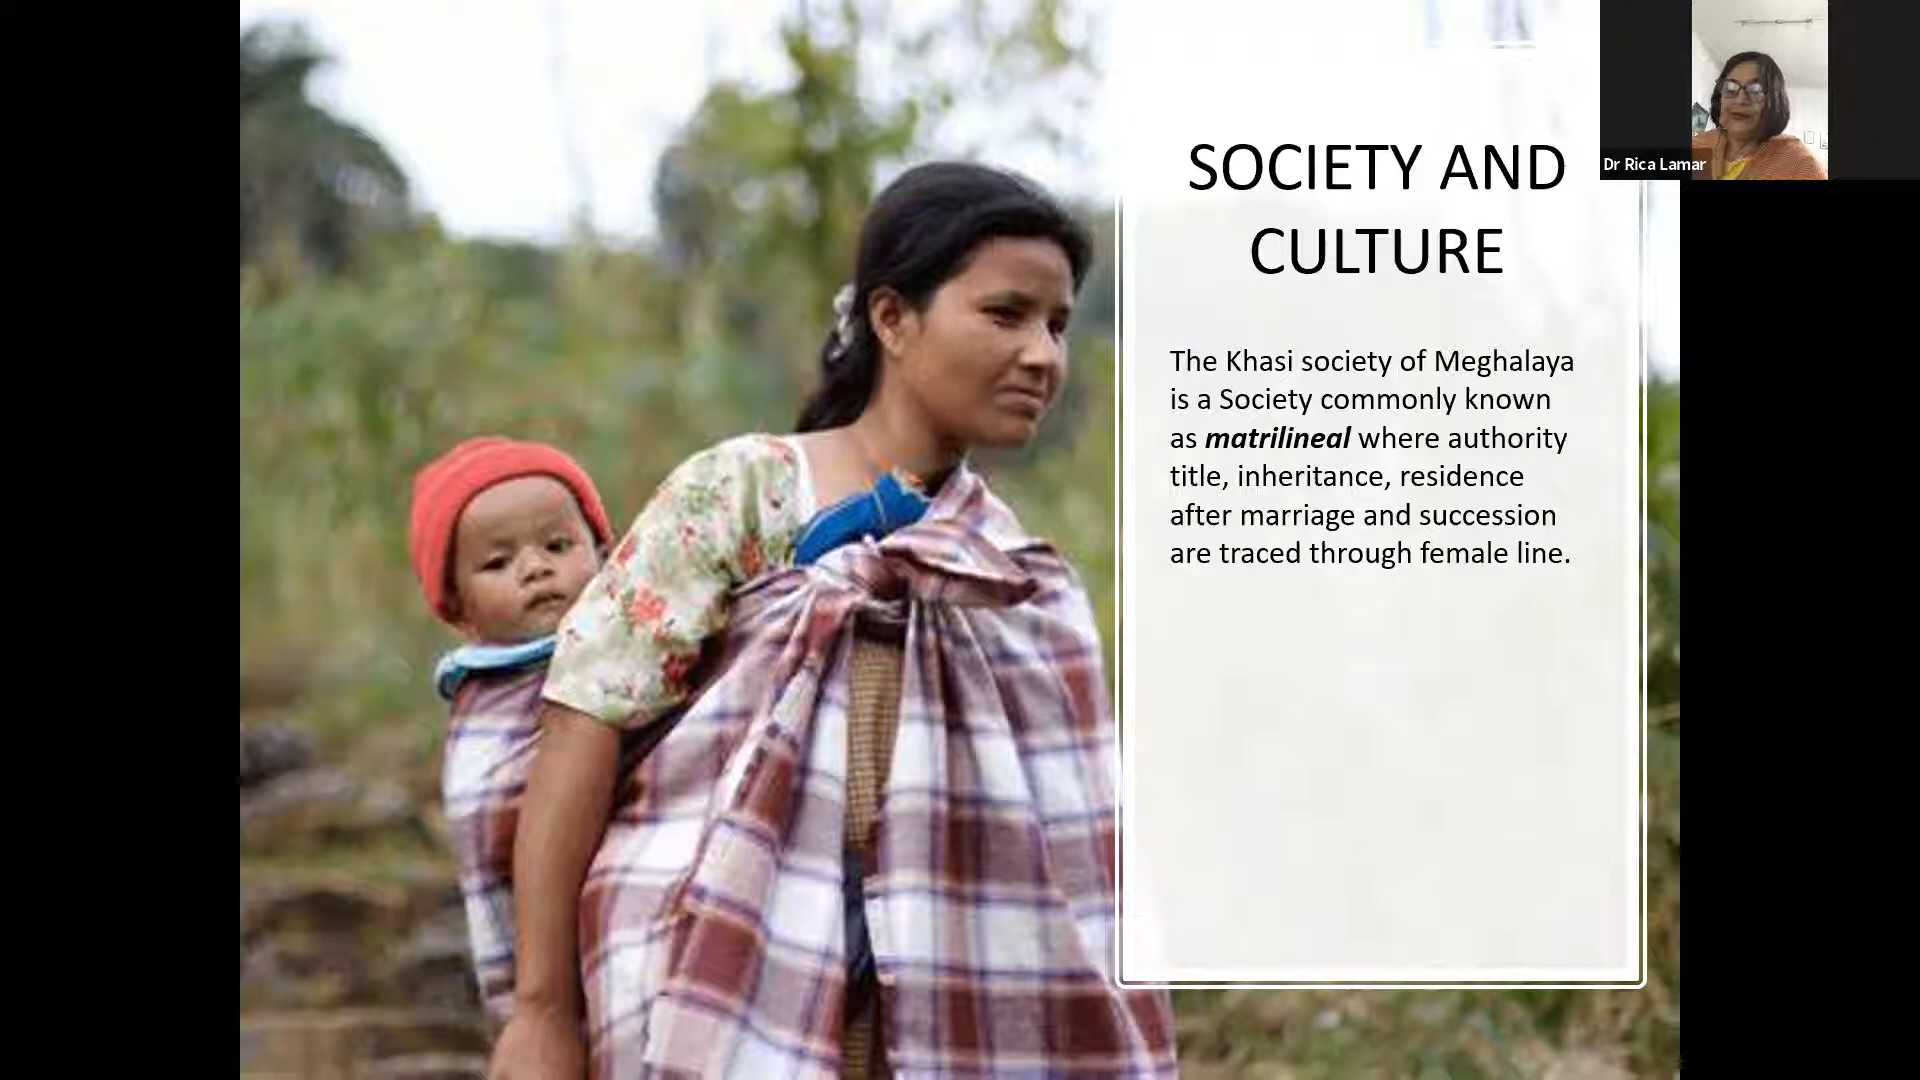 SOCIETY AND
CULTURE
The Khasi society of Meghalaya
is a Society commonly known
as matrilineal where authority
title, inheritance, residence
after marriage and succession
are traced through female line.
Dr Rica Lamar